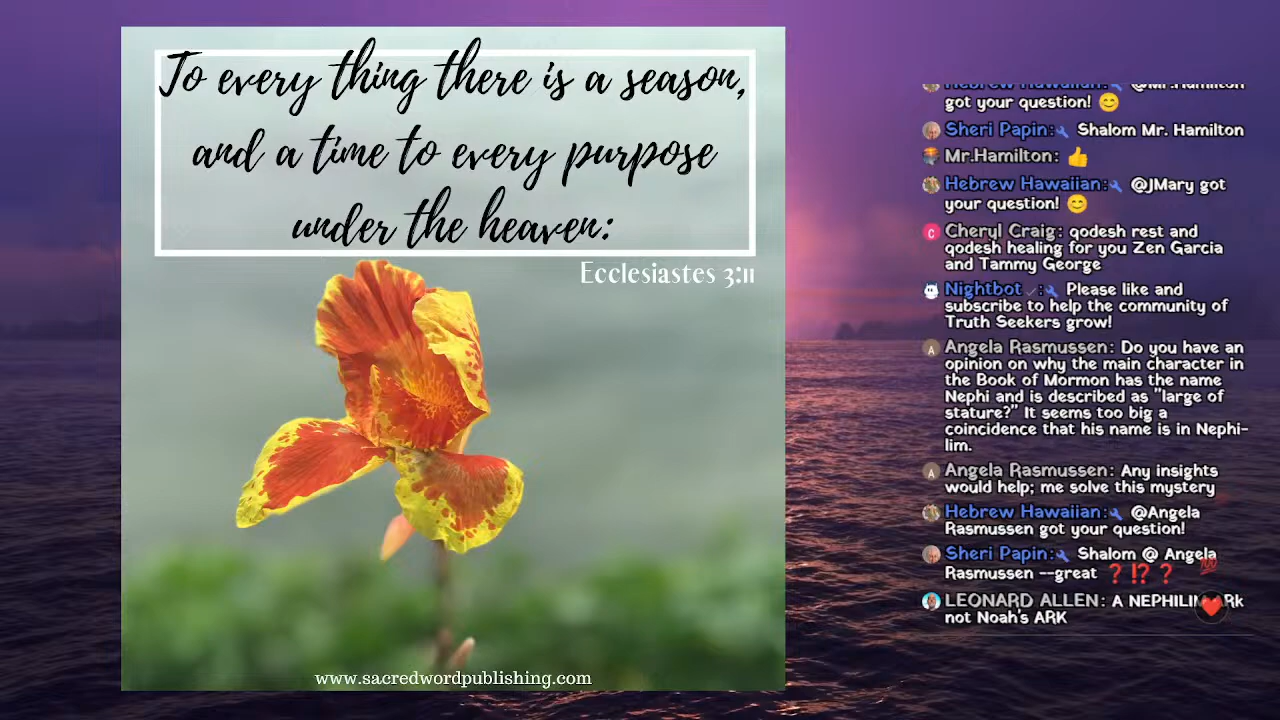 To every thing there is a season,
and a time to every purpose
under the heaven:
Ecclesiastes 3:11
www.sacredwordpublishing.com
Hebrew Hawaiian: @Mr.Hamilton
got your question! 😊
Sheri Papin: Shalom Mr. Hamilton
Mr.Hamilton: 👍
Hebrew Hawaiian: @JMary got
your question! 😊
C Cheryl Craig: qodesh rest and
qodesh healing for you Zen Garcia
and Tammy George
Nightbot : Please like and
subscribe to help the community of
Truth Seekers grow!
A Angela Rasmussen: Do you have an
opinion on why the main character in
the Book of Mormon has the name
Nephi and is described as "large of
stature?" It seems too big a
coincidence that his name is in Nephi-
lim.
A Angela Rasmussen: Any insights
would help; me solve this mystery
Hebrew Hawaiian: @Angela
Rasmussen got your question!
Sheri Papin: Shalom @ Angela
Rasmussen --great ❓⁉️❓ 💯
LEONARD ALLEN: A NEPHILIM
not Noah's ARK